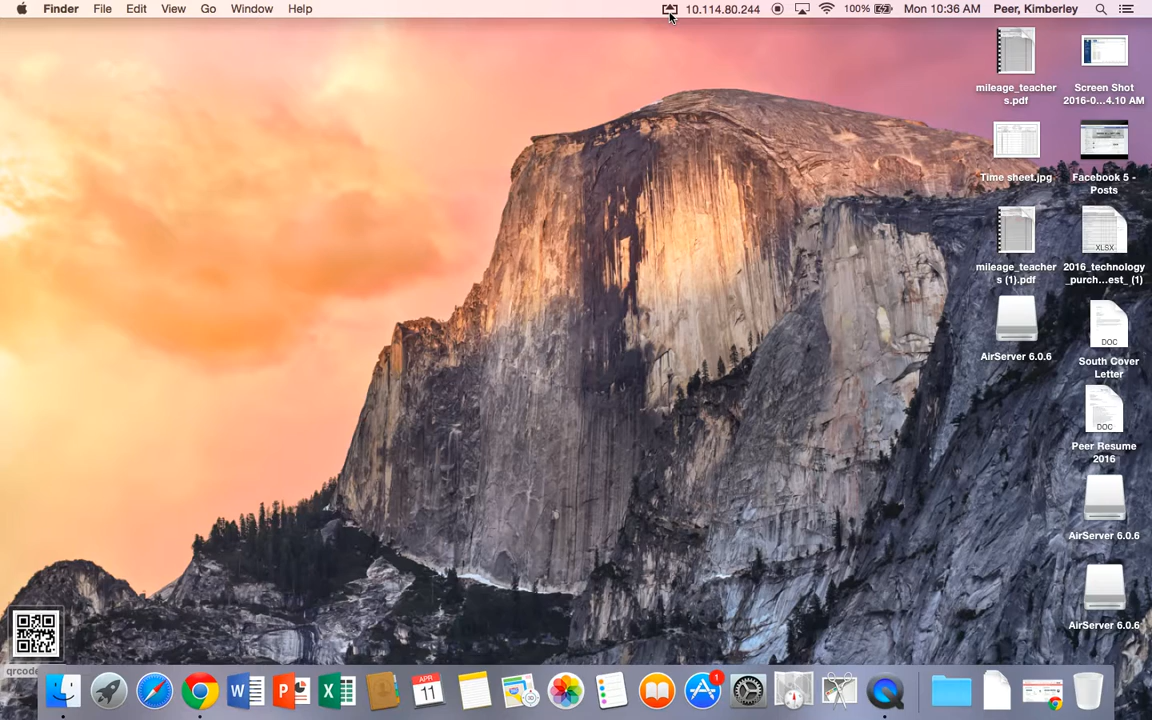 Finder File Edit View Go Window Help 10.114.80.244 100% Mon 10:36 AM Peer, Kimberley
mileage_teacher
s.pdf
Screen Shot
2016-0...4.10 AM
Time sheet.jpg
Facebook 5 -
Posts
mileage_teacher
s (1).pdf
XLSX
2016_technology
_purch...est_ (1)
AirServer 6.0.6
DOC
South Cover
Letter
DOC
Peer Resume
2016
AirServer 6.0.6
AirServer 6.0.6
qrcode
W
P
X
APR
11
1